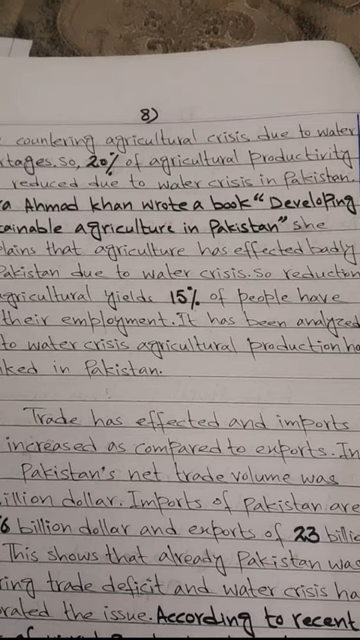 8)
countering agricultural crisis due to water
rtages. So, 20% of agricultural productivity
reduced due to water crisis in Pakistan.
a Ahmad khan wrote a book "Developing
tainable agriculture in Pakistan" she
lains that agriculture has effected badly
Pakistan due to water crisis. So reduction
agricultural yields 15% of people have
their employment. It has been analyzed
to water crisis agricultural production ha
ked in Pakistan.
Trade has effected and imports
increased as compared to exports. In
Pakistan's net trade volume was
illion dollar. Imports of Pakistan are
6 billion dollar and exports of 23 billio
This shows that already Pakistan was
ring trade deficit and water crisis ha
rated the issue. According to recent